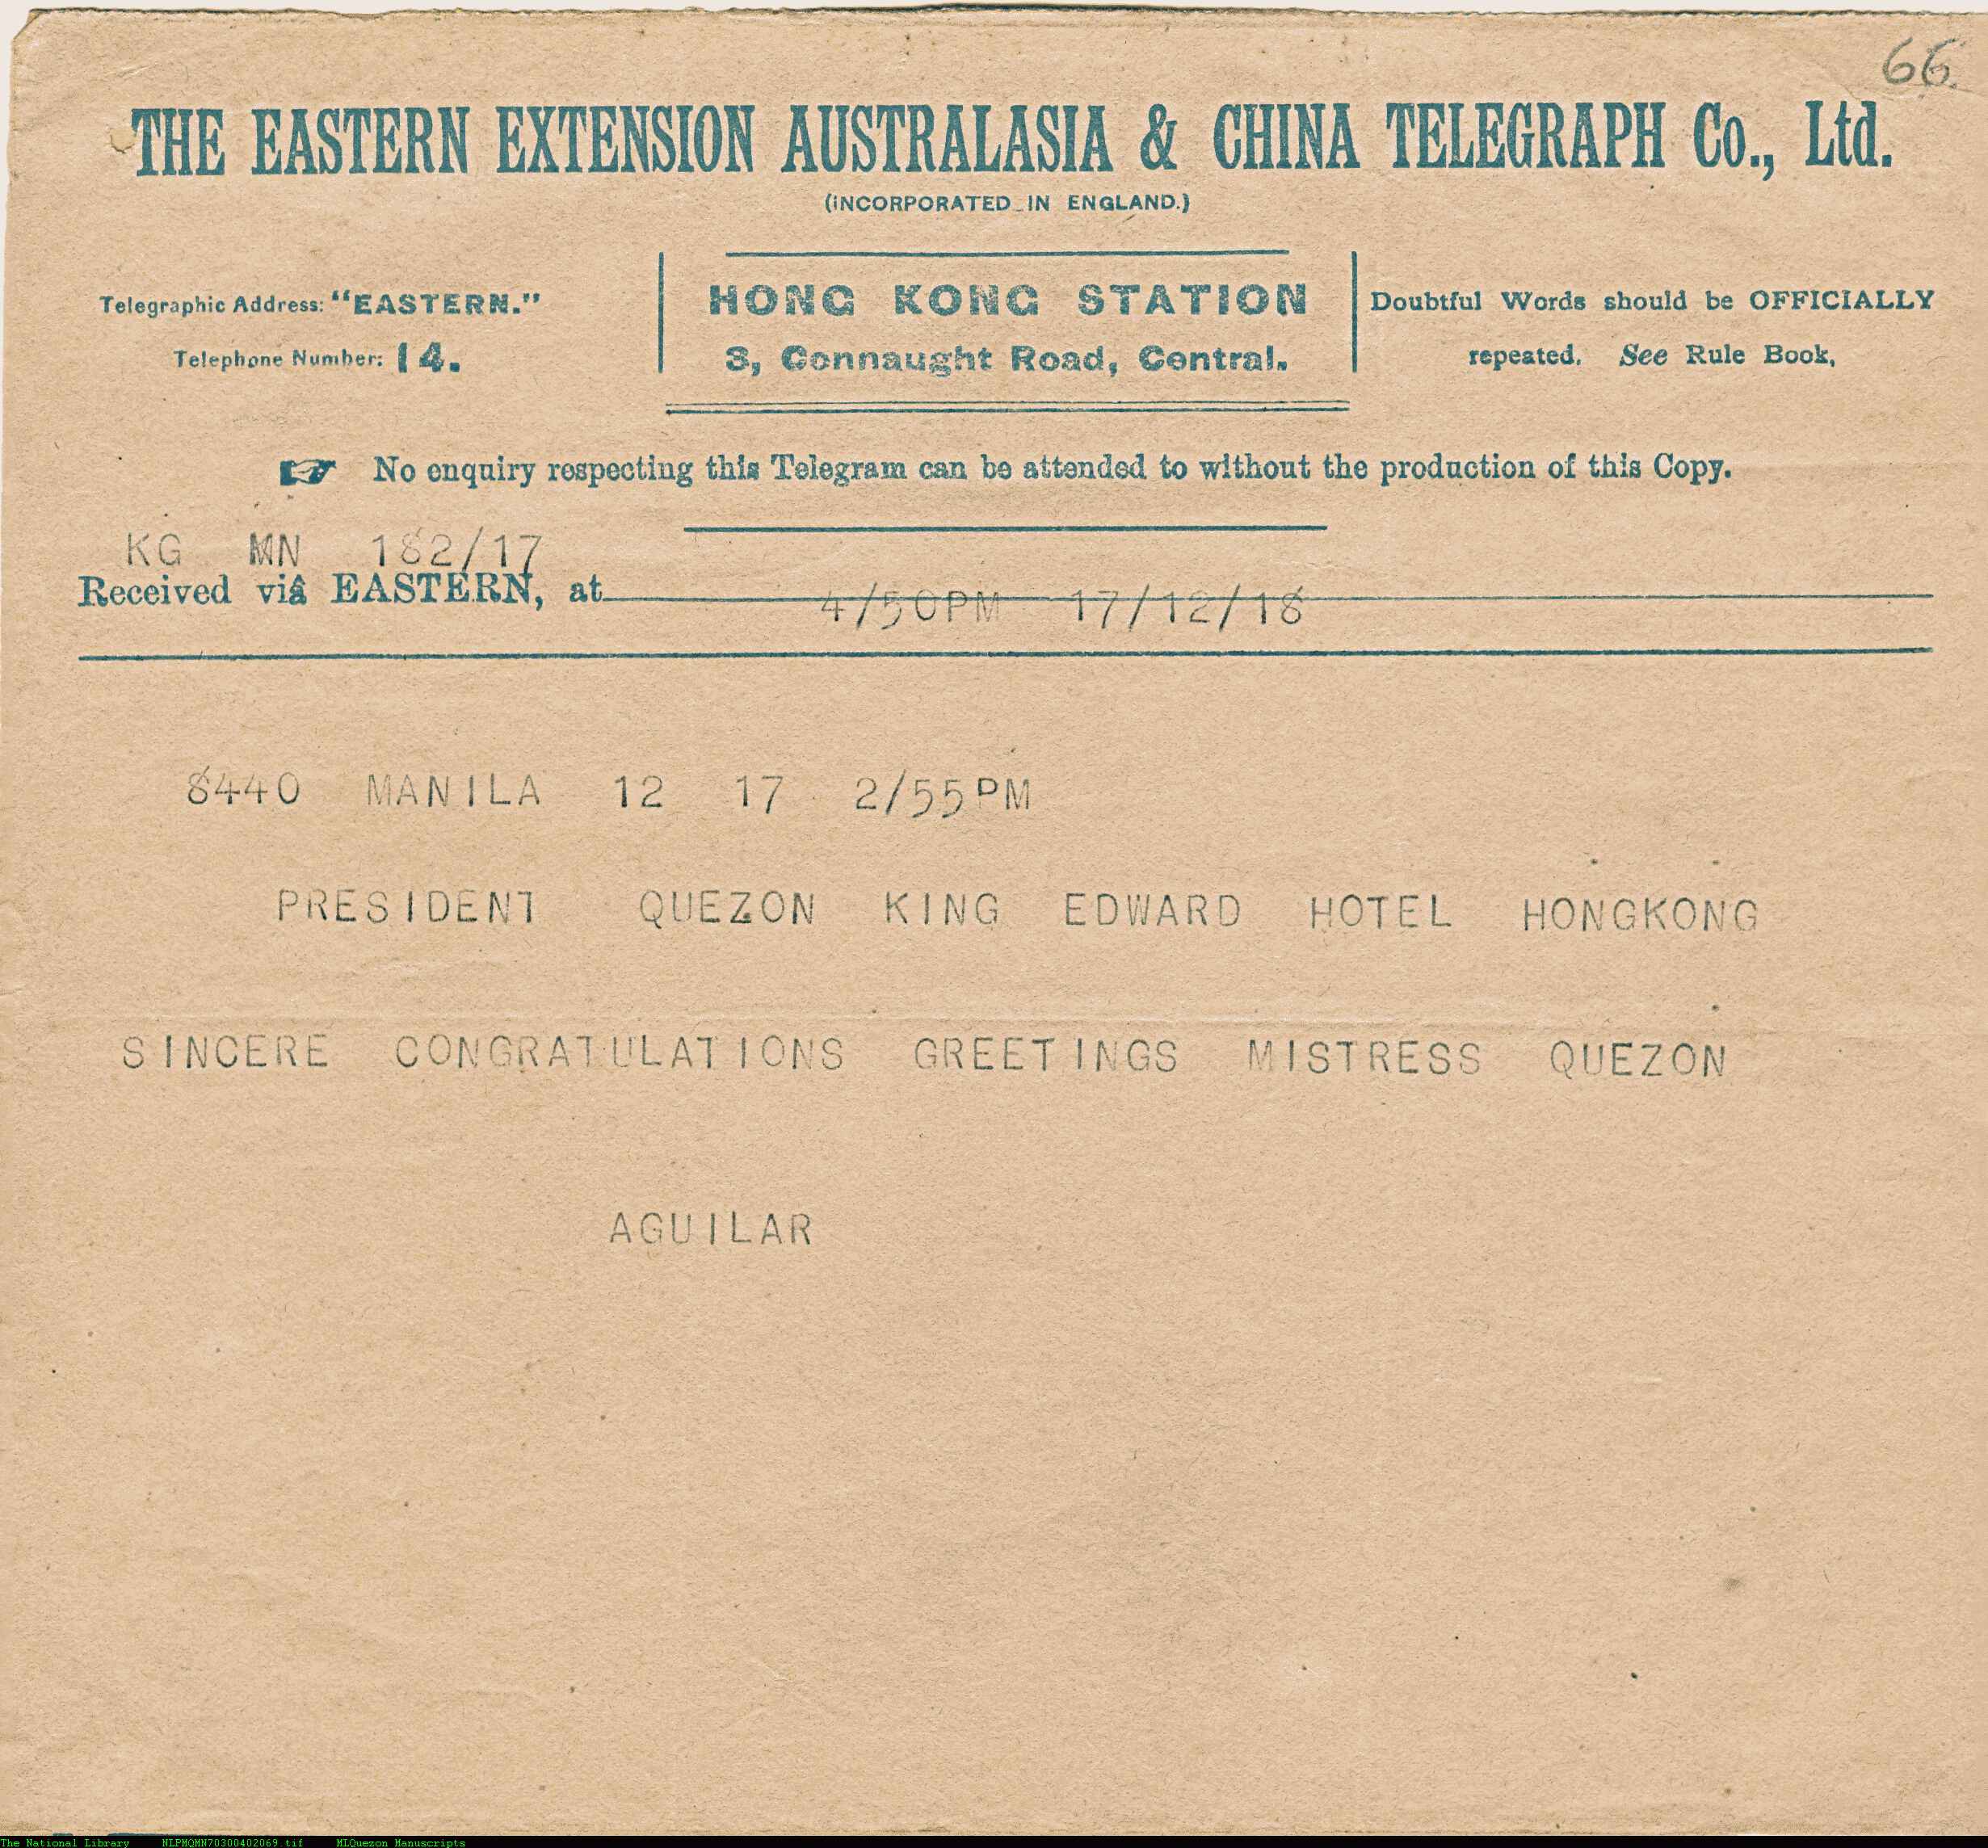 66
THE EASTERN EXTENSION AUSTRALASIA & CHINA TELEGRAPH Co., Ltd.
(INCORPORATED IN ENGLAND.)
Telegraphic Address: "EASTERN."
Telephone Number: 14.
HONG KONG STATION
3, Connaught Road, Central.
Doubtful Words should be OFFICIALLY
repeated. See Rule Book,
☞ No enquiry respecting this Telegram can be attended to without the production of this Copy.
KG MN 182/17
Received viâ EASTERN, at
4/50PM 17/12/18
8440 MANILA 12 17 2/55PM
PRESIDENT QUEZON KING EDWARD HOTEL HONGKONG
SINCERE CONGRATULATIONS GREETINGS MISTRESS QUEZON
AGUILAR
The National Library NLPMQMN70300402069.tif MLQuezon Manuscripts